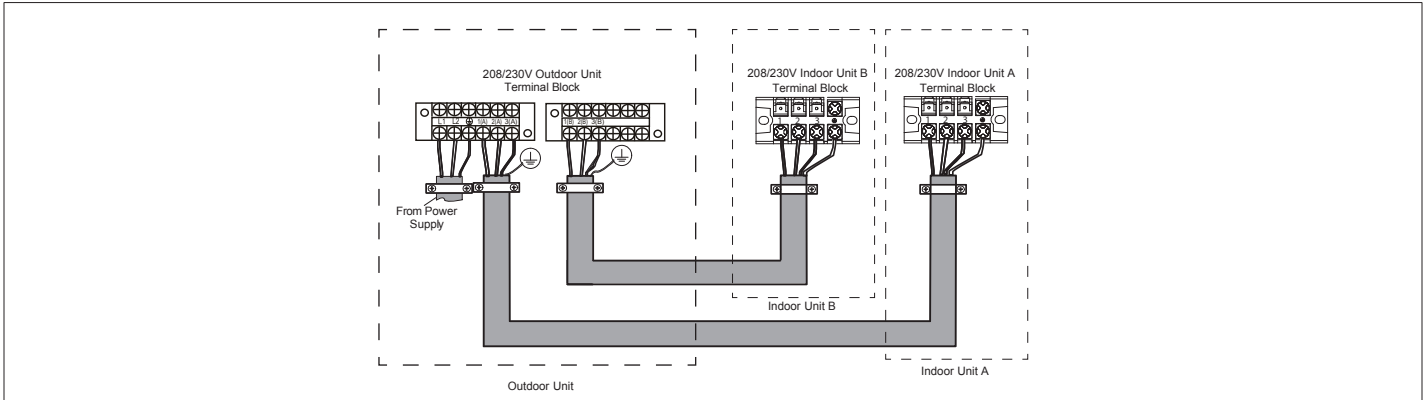 208/230V Outdoor Unit
Terminal Block
L1 L2 1(A) 2(A) 3(A)
1(B) 2(B) 3(B)
208/230V Indoor Unit B
Terminal Block
1 2 3
208/230V Indoor Unit A
Terminal Block
1 2 3
From Power
Supply
Indoor Unit B
Indoor Unit A
Outdoor Unit